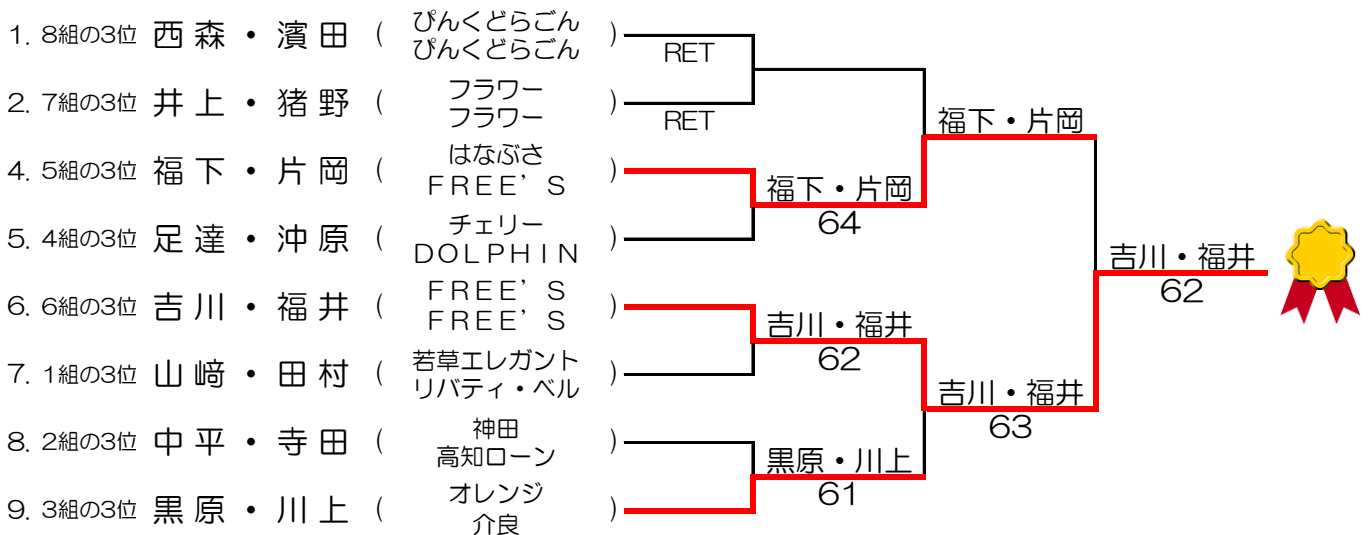 1. 8組の3位 西森・濱田 ( ぴんくどらごん ぴんくどらごん )
RET
2. 7組の3位 井上・猪野 ( フラワー フラワー )
RET
福下・片岡
4. 5組の3位 福下・片岡 ( はなぶさ FREE'S )
福下・片岡
64
5. 4組の3位 足達・沖原 ( チェリー DOLPHIN )
吉川・福井
62
6. 6組の3位 吉川・福井 ( FREE'S FREE'S )
吉川・福井
62
7. 1組の3位 山﨑・田村 ( 若草エレガント リバティ・ベル )
吉川・福井
63
8. 2組の3位 中平・寺田 ( 神田 高知ローン )
黒原・川上
61
9. 3組の3位 黒原・川上 ( オレンジ 介良 )